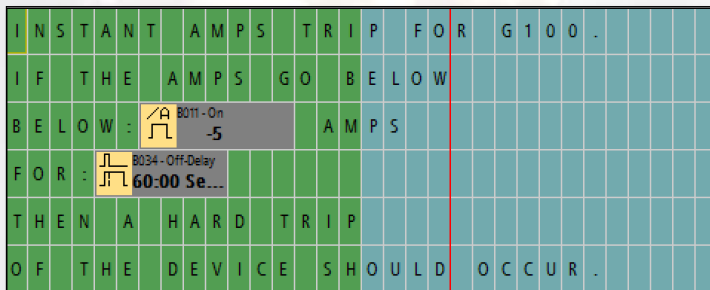 INSTANT AMPS TRIP FOR G100.
IF THE AMPS GO BELOW
BELOW: B011 - On -5 AMPS
FOR: B034 - Off-Delay 60:00 Se...
THEN A HARD TRIP
OF THE DEVICE SHOULD OCCUR.